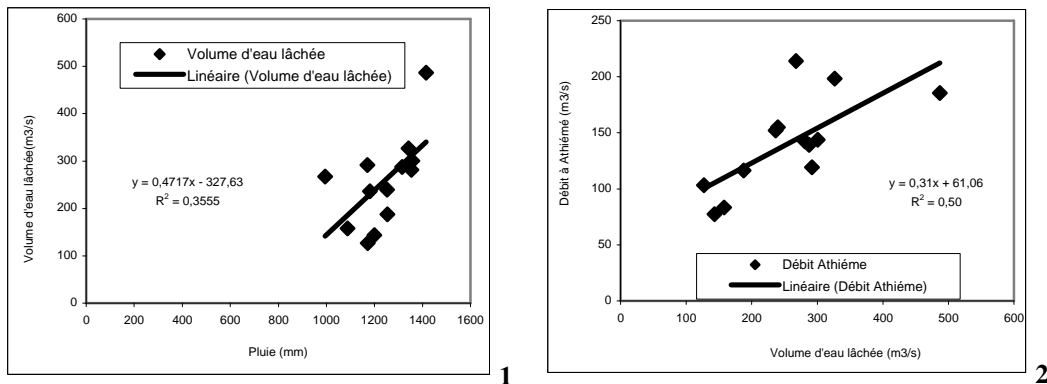 600
500
400
300
200
100
0
0 200 400 600 800 1000 1200 1400 1600
Volume d'eau lâchée(m3/s)
Pluie (mm)
Volume d'eau lâchée
Linéaire (Volume d'eau lâchée)
y = 0,4717x - 327,63
R² = 0,3555
1
250
200
150
100
50
0
0 100 200 300 400 500 600
Débit à Athiémé (m3/s)
Volume d'eau lâchée (m3/s)
y = 0,31x + 61,06
R² = 0,50
Débit Athiéme
Linéaire (Débit Athiéme)
2